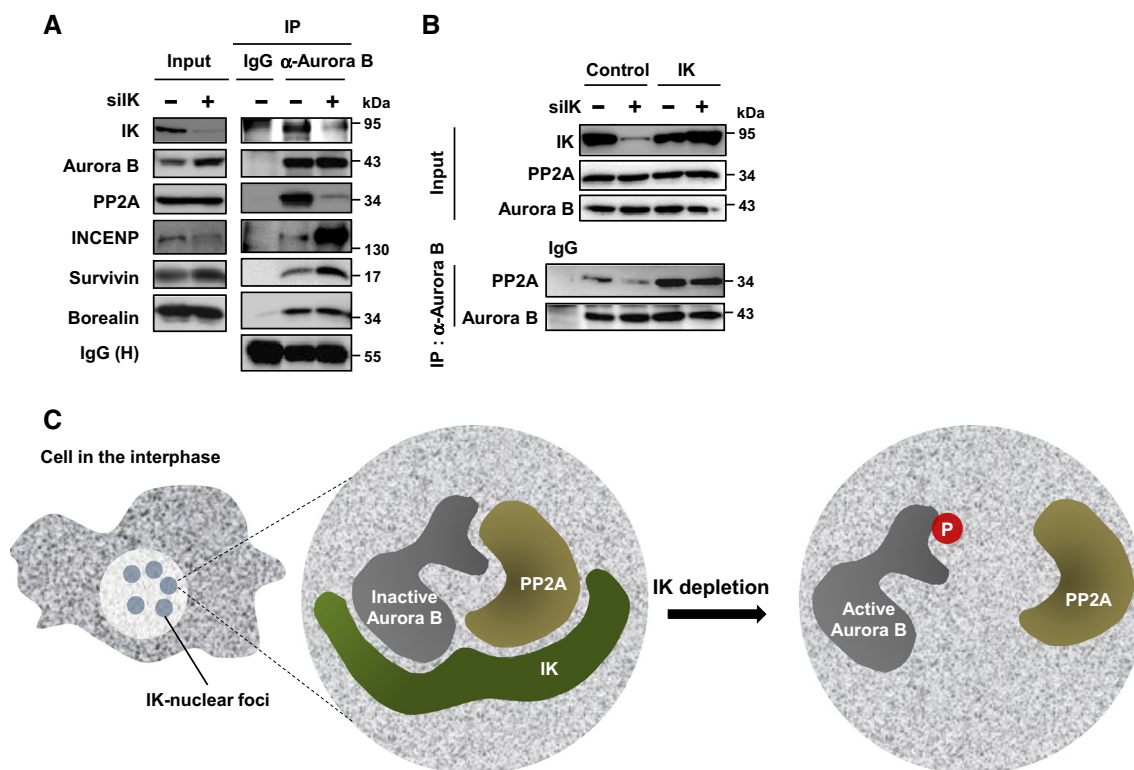 A
IP
Input IgG α-Aurora B
siIK − + − − + kDa
IK 95
Aurora B 43
PP2A 34
INCENP 130
Survivin 17
Borealin 34
IgG (H) 55
B
Control IK
siIK − + − + kDa
Input
IK 95
PP2A 34
Aurora B 43
IP : α-Aurora B
IgG
PP2A 34
Aurora B 43
C
Cell in the interphase
IK-nuclear foci
Inactive
Aurora B
PP2A
IK
IK depletion
P
Active
Aurora B
PP2A